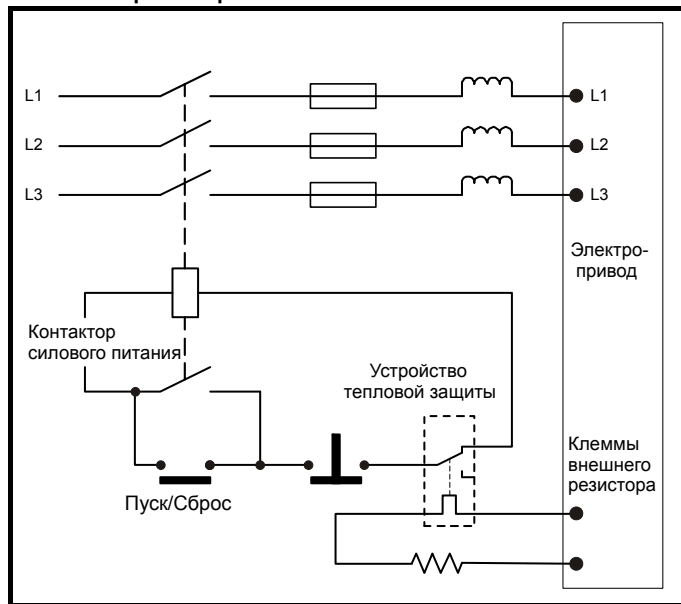 L1 L1
L2 L2
L3 L3
Электро-
привод
Контактор
силового питания
Устройство
тепловой защиты
Клеммы
внешнего
резистора
Пуск/Сброс